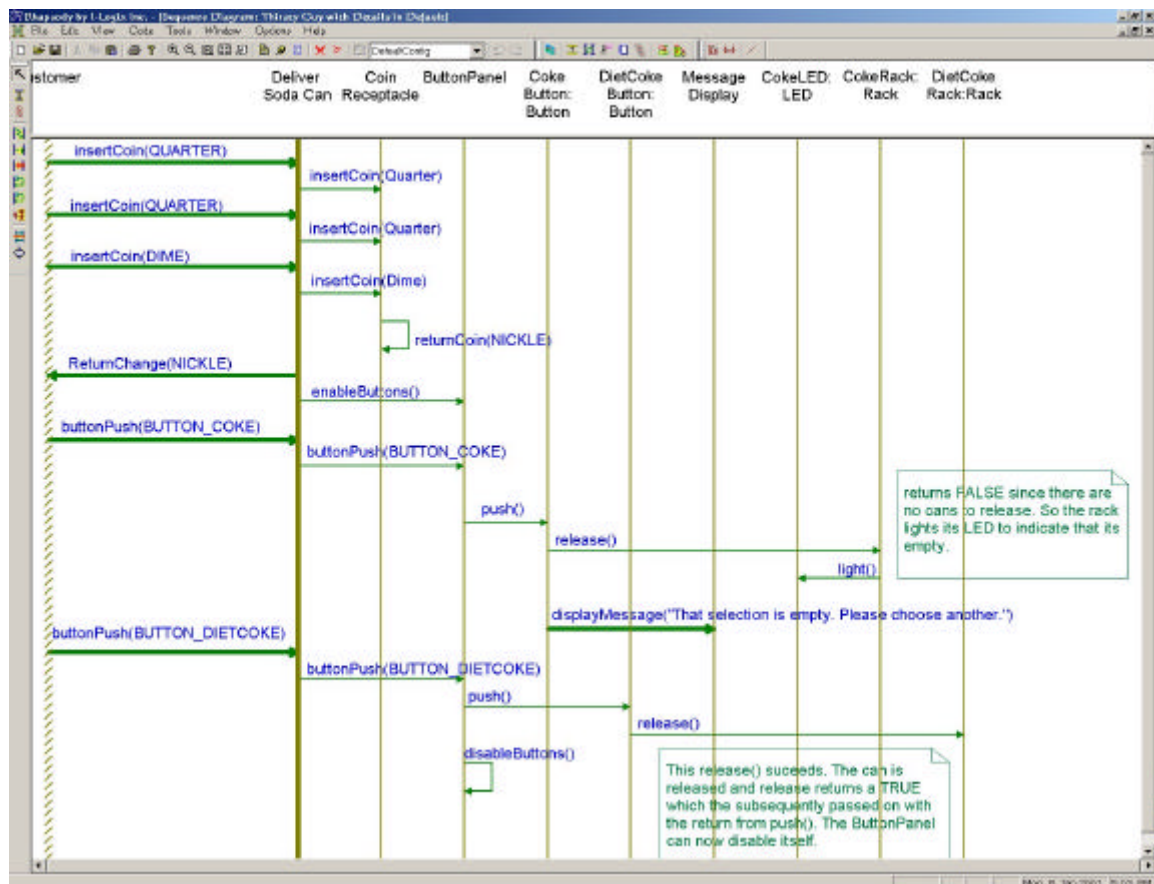 Rhapsody by I-Logix Inc. - [Sequence Diagram: Thirsty Guy with Details in Default]
File Edit View Code Tools Window Options Help
DefaultConfig
istomer
Deliver
Soda Can
Coin
Receptacle
ButtonPanel
Coke
Button:
Button
DietCoke
Button:
Button
Message
Display
CokeLED:
LED
CokeRack:
Rack
DietCoke
Rack:Rack
insertCoin(QUARTER)
insertCoin(Quarter)
insertCoin(QUARTER)
insertCoin(Quarter)
insertCoin(DIME)
insertCoin(Dime)
returnCoin(NICKLE)
ReturnChange(NICKLE)
enableButtons()
buttonPush(BUTTON_COKE)
buttonPush(BUTTON_COKE)
push()
release()
light()
returns FALSE since there are
no cans to release. So the rack
lights its LED to indicate that its
empty.
displayMessage("That selection is empty. Please choose another.")
buttonPush(BUTTON_DIETCOKE)
buttonPush(BUTTON_DIETCOKE)
push()
release()
disableButtons()
This release() suceeds. The can is
released and release returns a TRUE
which the subsequently passed on with
the return from push(). The ButtonPanel
can now disable itself.